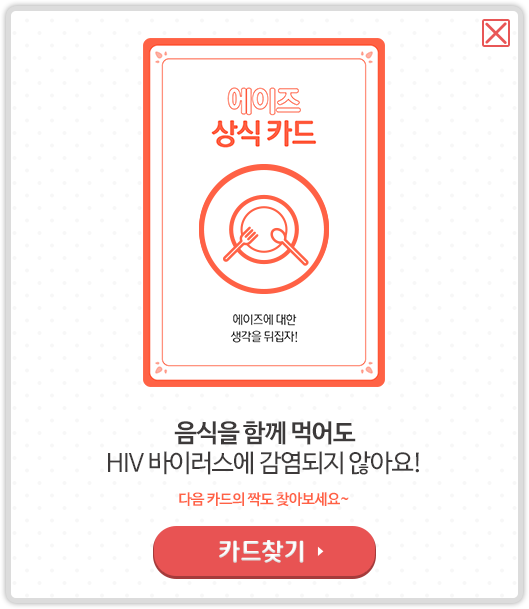 에이즈
상식 카드
에이즈에 대한
생각을 뒤집자!
음식을 함께 먹어도
HIV 바이러스에 감염되지 않아요!
다음 카드의 짝도 찾아보세요~
카드찾기